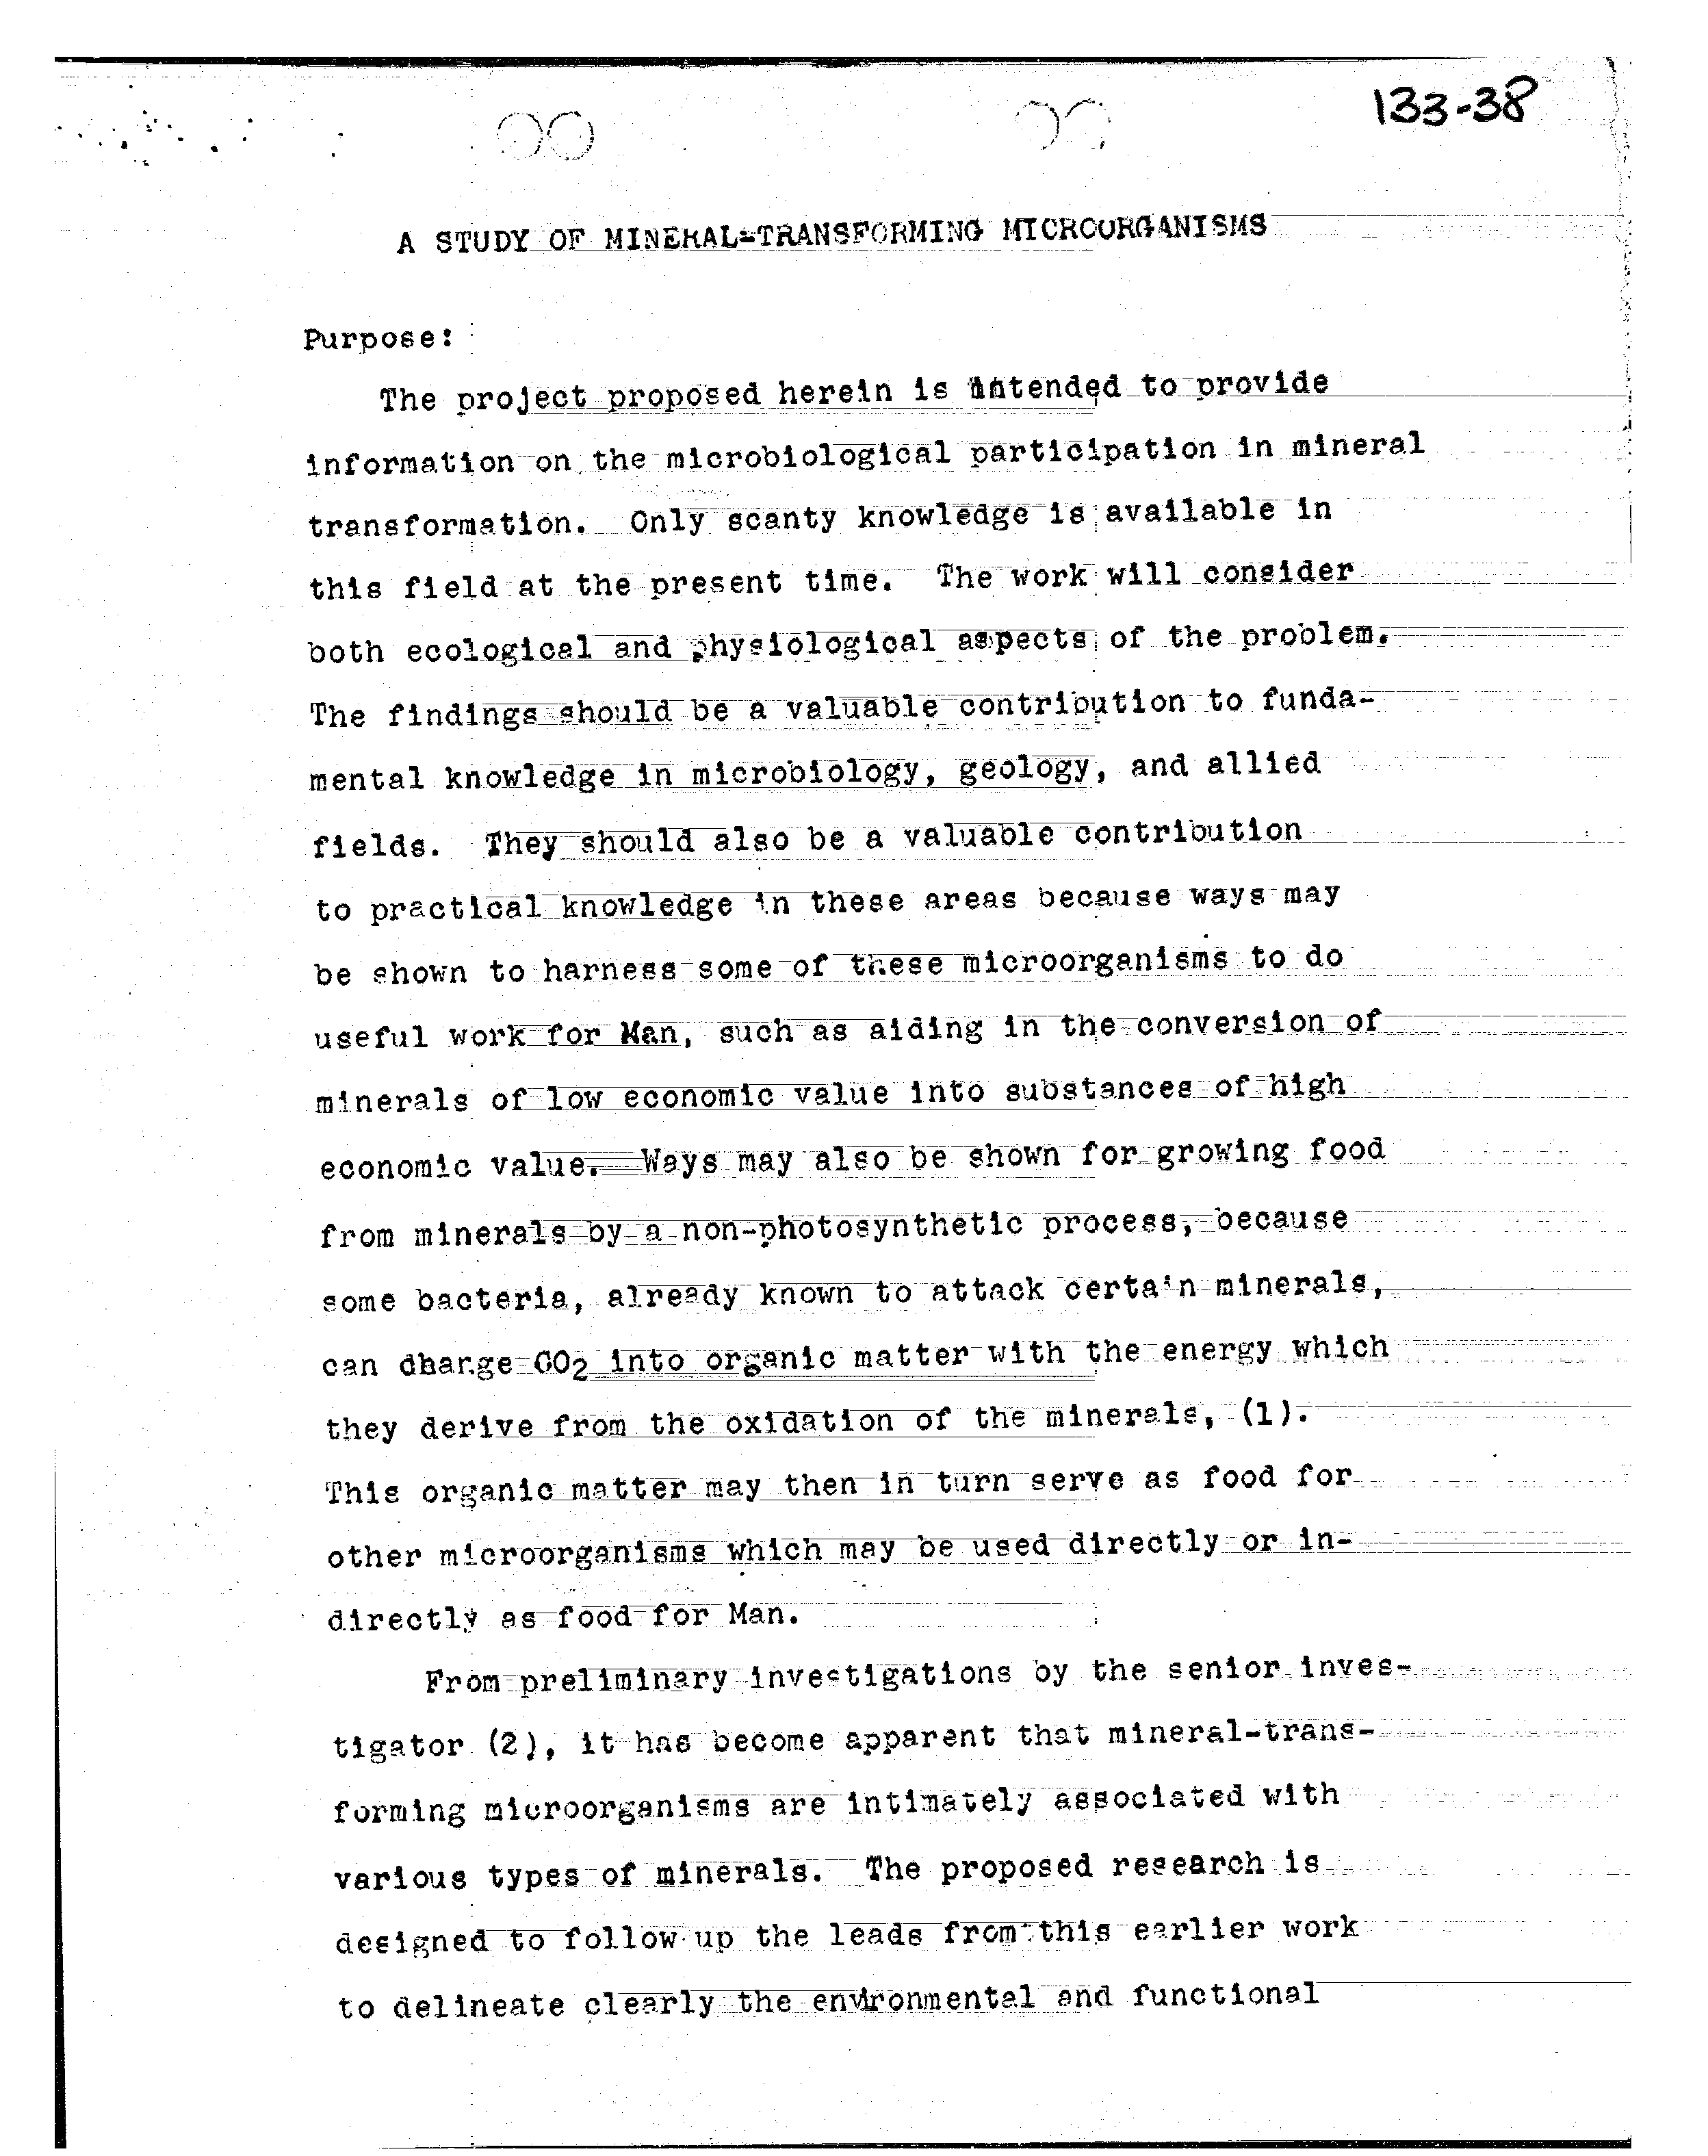 133-38
A STUDY OF MINERAL-TRANSFORMING MICROORGANISMS
Purpose:
The project proposed herein is intended to provide
information on the microbiological participation in mineral
transformation. Only scanty knowledge is available in
this field at the present time. The work will consider
both ecological and physiological aspects of the problem.
The findings should be a valuable contribution to funda-
mental knowledge in microbiology, geology, and allied
fields. They should also be a valuable contribution
to practical knowledge in these areas because ways may
be shown to harness some of these microorganisms to do
useful work for Man, such as aiding in the conversion of
minerals of low economic value into substances of high
economic value. Ways may also be shown for growing food
from minerals by a non-photosynthetic process, because
some bacteria, already known to attack certain minerals,
can change CO2 into organic matter with the energy which
they derive from the oxidation of the minerals, (1).
This organic matter may then in turn serve as food for
other microorganisms which may be used directly or in-
directly as food for Man.
From preliminary investigations by the senior inves-
tigator (2), it has become apparent that mineral-trans-
forming microorganisms are intimately associated with
various types of minerals. The proposed research is
designed to follow up the leads from this earlier work
to delineate clearly the environmental and functional